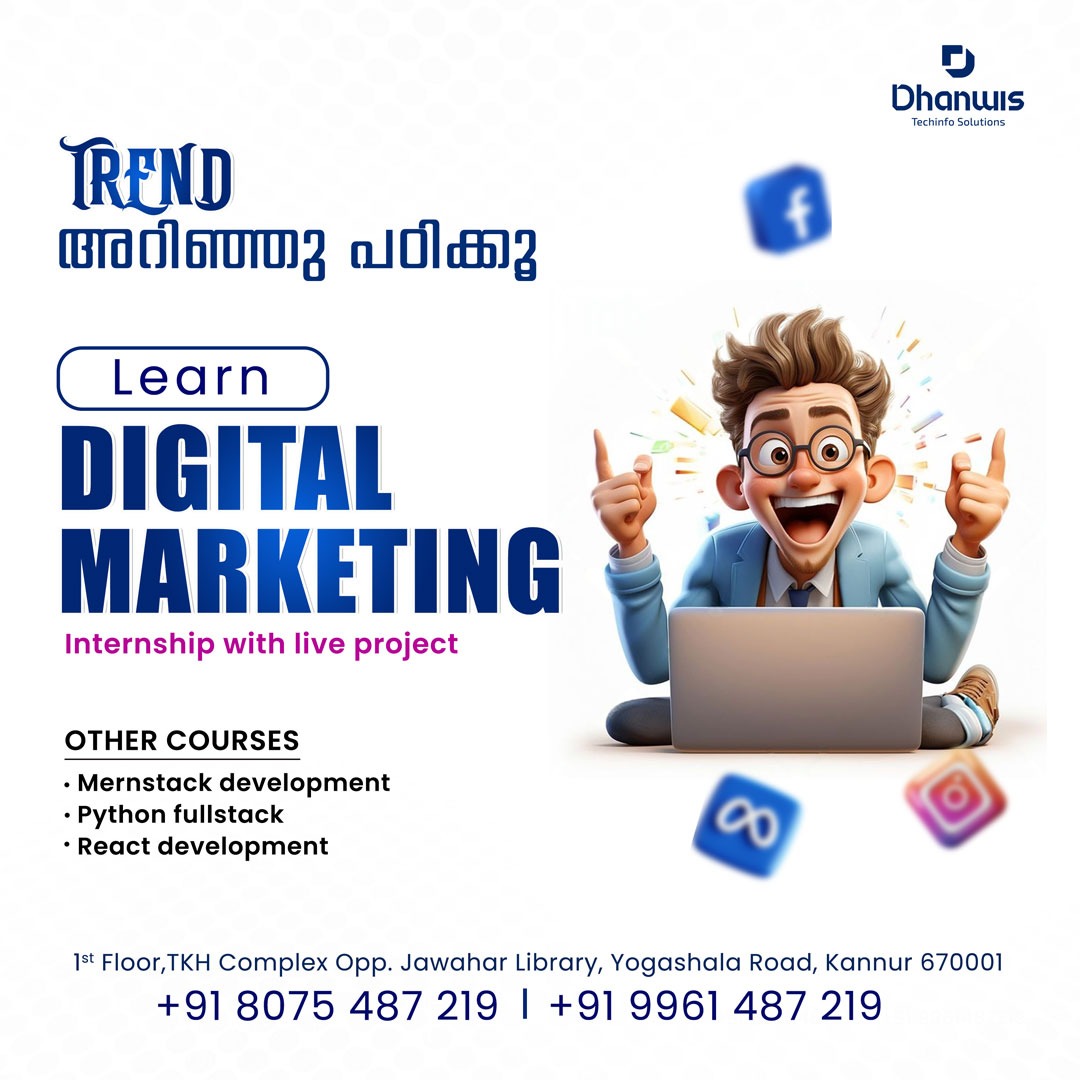 Dhanwis
Techinfo Solutions
TREND
അറിഞ്ഞു പഠിക്കൂ
Learn
DIGITAL
MARKETING
Internship with live project
OTHER COURSES
• Mernstack development
• Python fullstack
• React development
1st Floor,TKH Complex Opp. Jawahar Library, Yogashala Road, Kannur 670001
+91 8075 487 219 | +91 9961 487 219